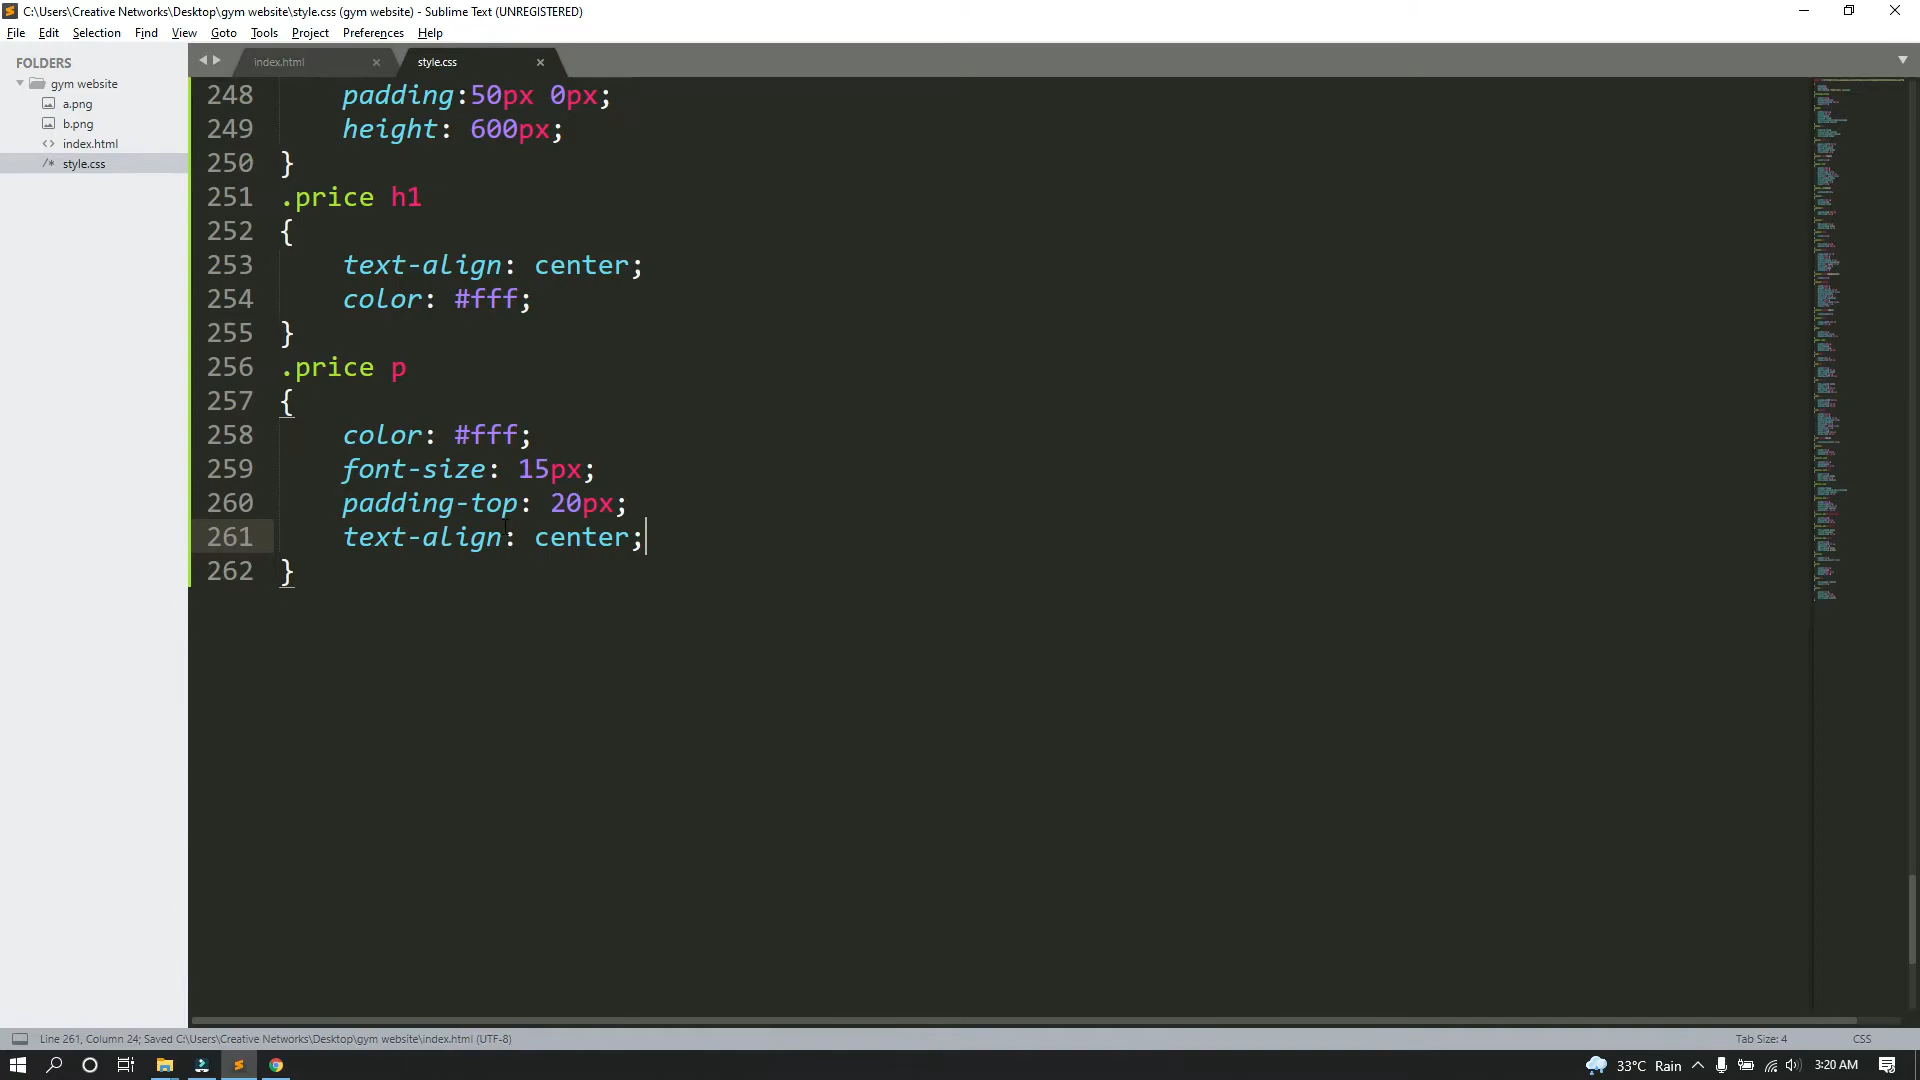 C:\Users\Creative Networks\Desktop\gym website\style.css (gym website) - Sublime Text (UNREGISTERED)
File Edit Selection Find View Goto Tools Project Preferences Help
FOLDERS
gym website
a.png
b.png
index.html
style.css
index.html
style.css
248 padding:50px 0px;
249 height: 600px;
250 }
251 .price h1
252 {
253 text-align: center;
254 color: #fff;
255 }
256 .price p
257 {
258 color: #fff;
259 font-size: 15px;
260 padding-top: 20px;
261 text-align: center;
262 }
Line 261, Column 24; Saved C:\Users\Creative Networks\Desktop\gym website\index.html (UTF-8)
Tab Size: 4
CSS
33°C Rain
3:20 AM